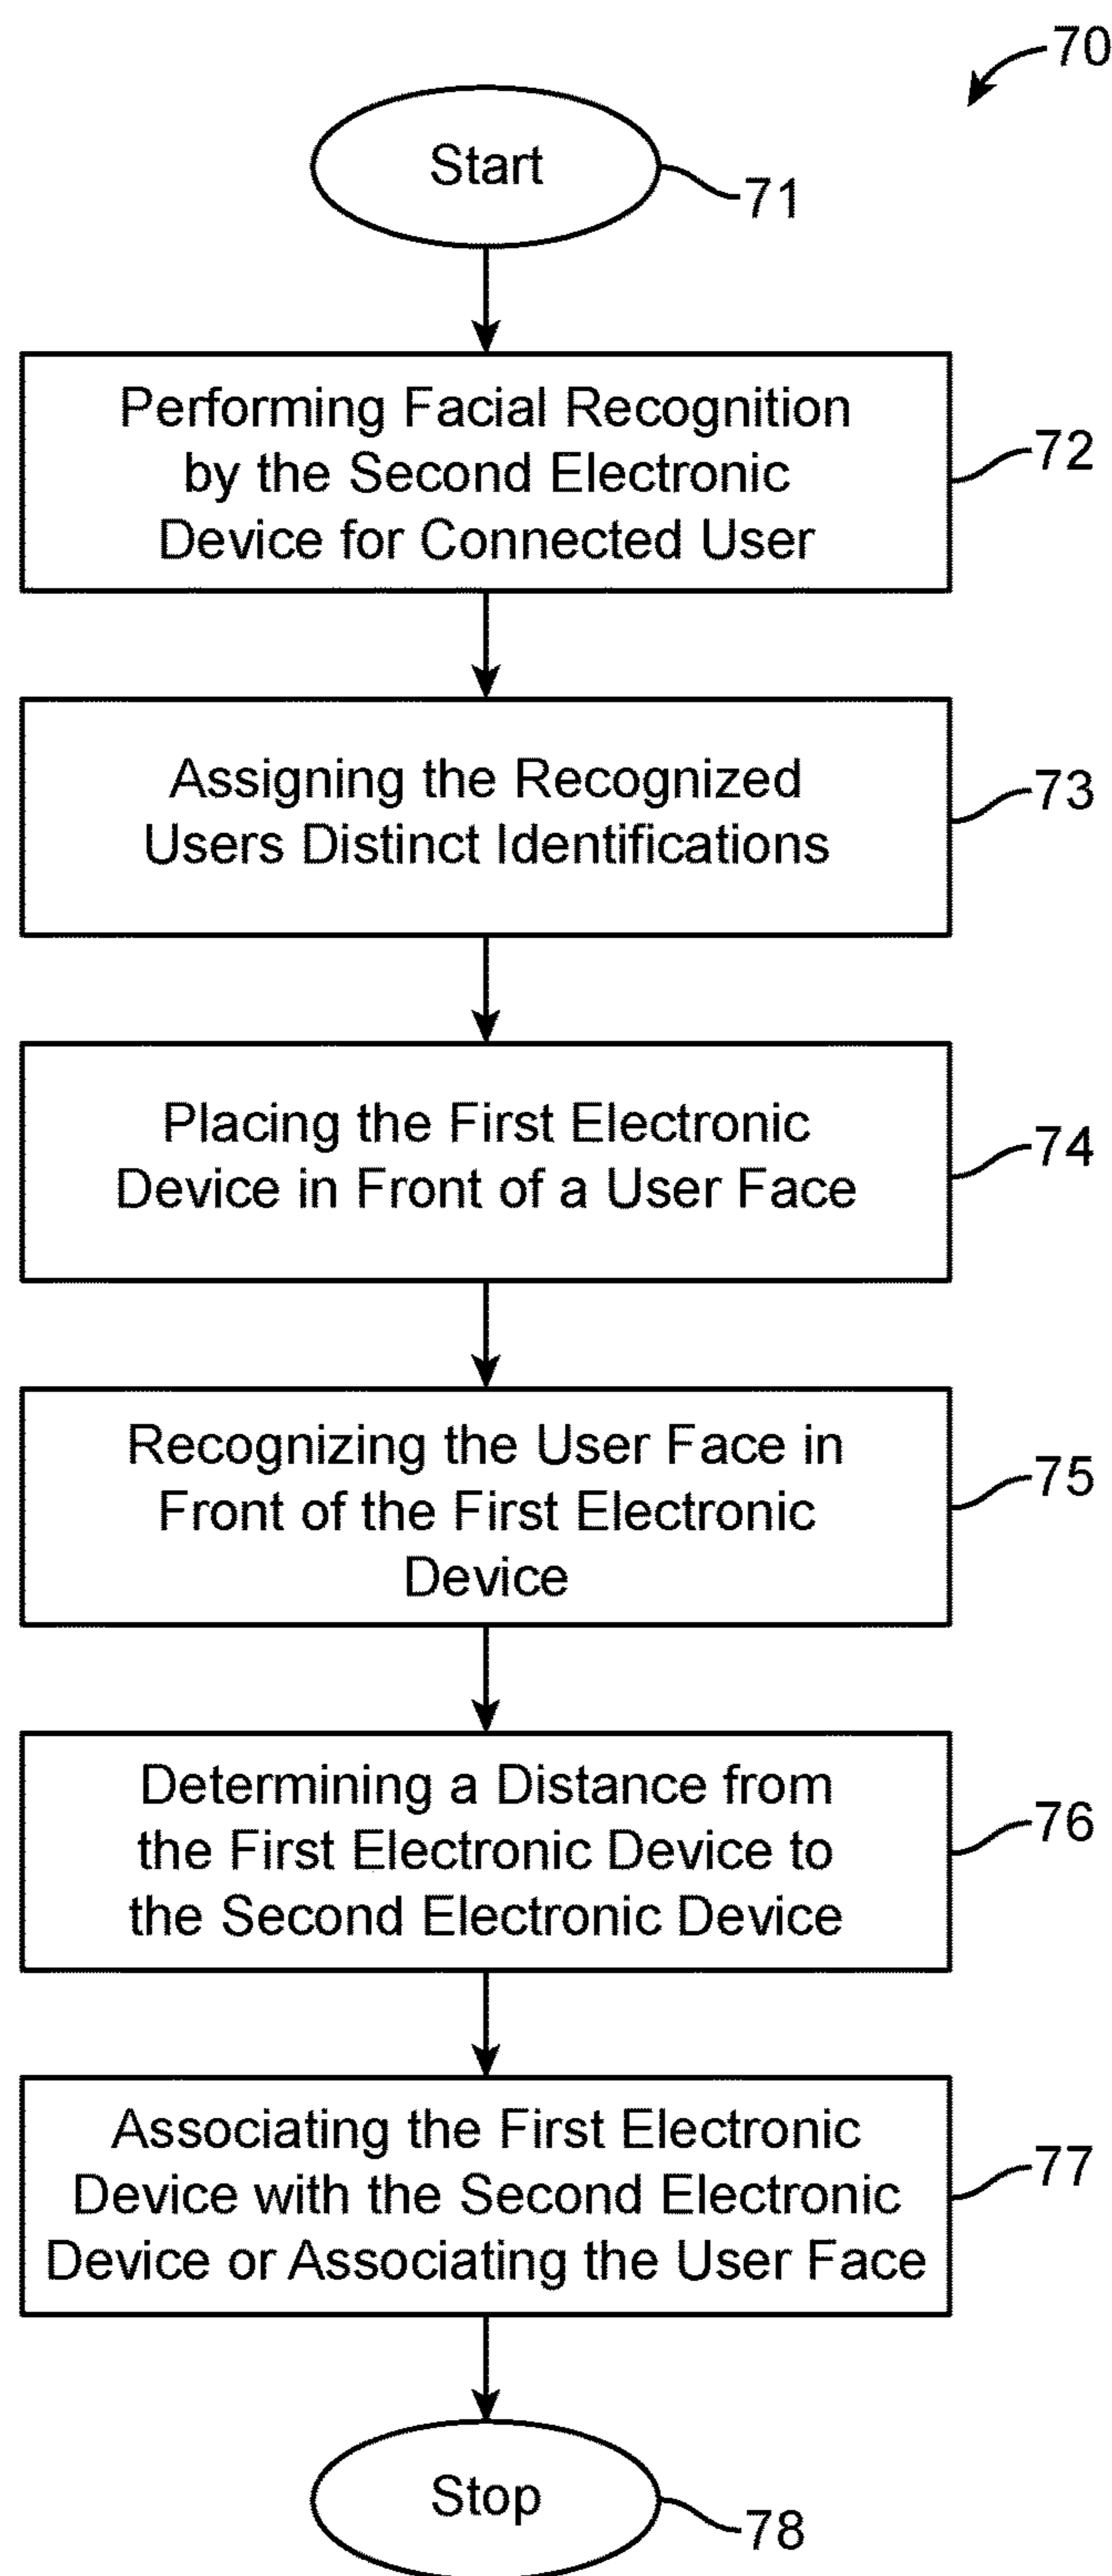 70
Start
71
Performing Facial Recognition
by the Second Electronic
Device for Connected User
72
Assigning the Recognized
Users Distinct Identifications
73
Placing the First Electronic
Device in Front of a User Face
74
Recognizing the User Face in
Front of the First Electronic
Device
75
Determining a Distance from
the First Electronic Device to
the Second Electronic Device
76
Associating the First Electronic
Device with the Second Electronic
Device or Associating the User Face
77
Stop
78